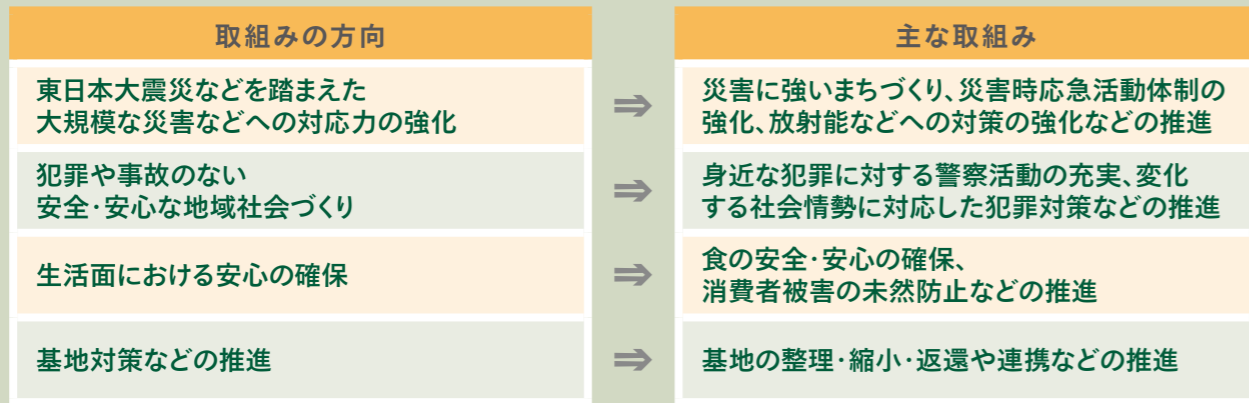 取組みの方向
主な取組み
東日本大震災などを踏まえた
大規模な災害などへの対応力の強化
⇒
災害に強いまちづくり、災害時応急活動体制の
強化、放射能などへの対策の強化などの推進
犯罪や事故のない
安全・安心な地域社会づくり
⇒
身近な犯罪に対する警察活動の充実、変化
する社会情勢に対応した犯罪対策などの推進
生活面における安心の確保
⇒
食の安全・安心の確保、
消費者被害の未然防止などの推進
基地対策などの推進
⇒
基地の整理・縮小・返還や連携などの推進